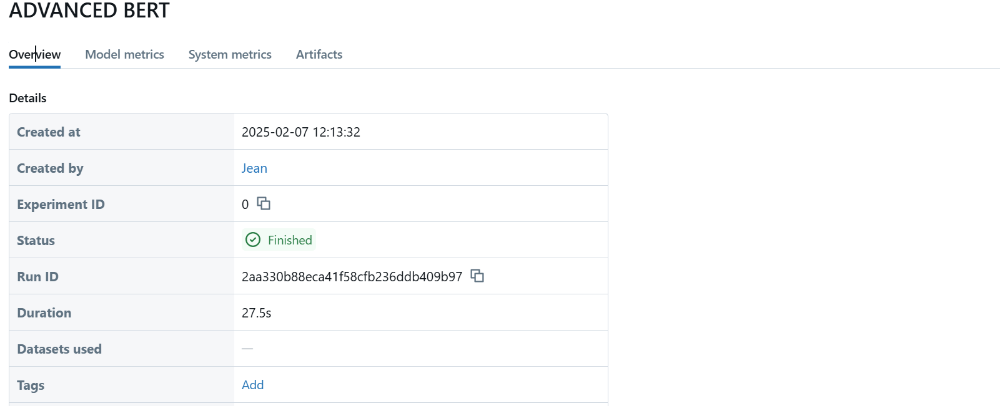 ADVANCED BERT
Overview Model metrics System metrics Artifacts
Details
Created at 2025-02-07 12:13:32
Created by Jean
Experiment ID 0
Status Finished
Run ID 2aa330b88eca41f58cfb236ddb409b97
Duration 27.5s
Datasets used —
Tags Add